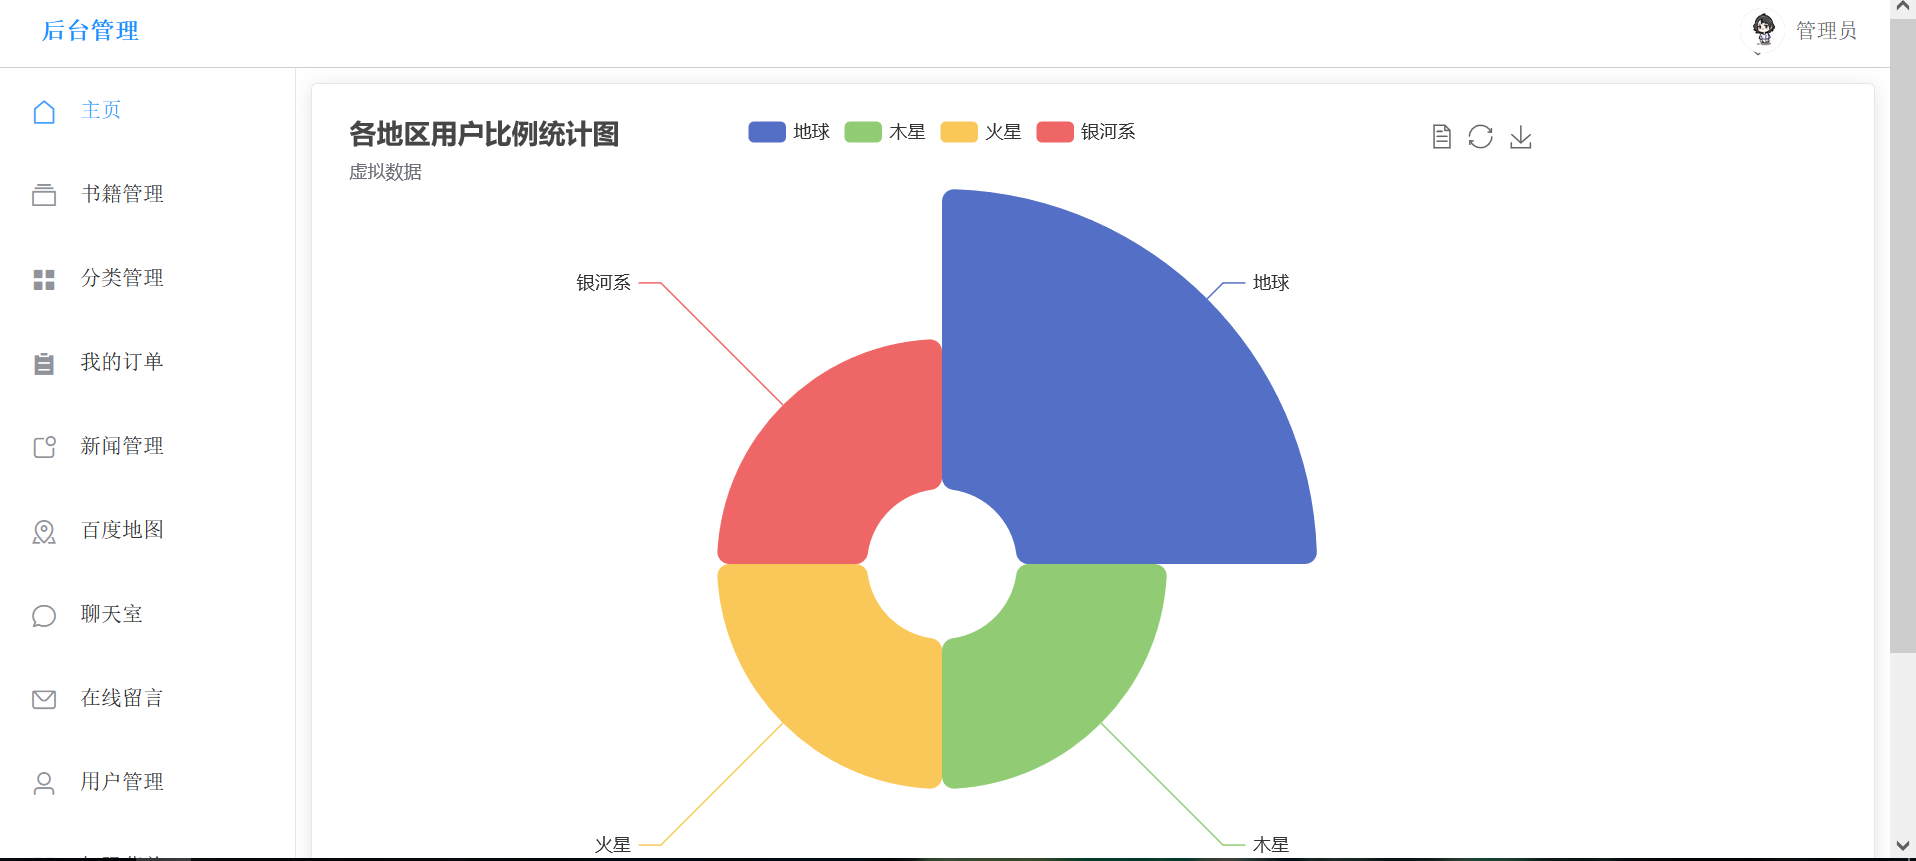 后台管理
管理员
主页
书籍管理
分类管理
我的订单
新闻管理
百度地图
聊天室
在线留言
用户管理
各地区用户比例统计图
虚拟数据
地球 木星 火星 银河系
银河系
地球
火星
木星